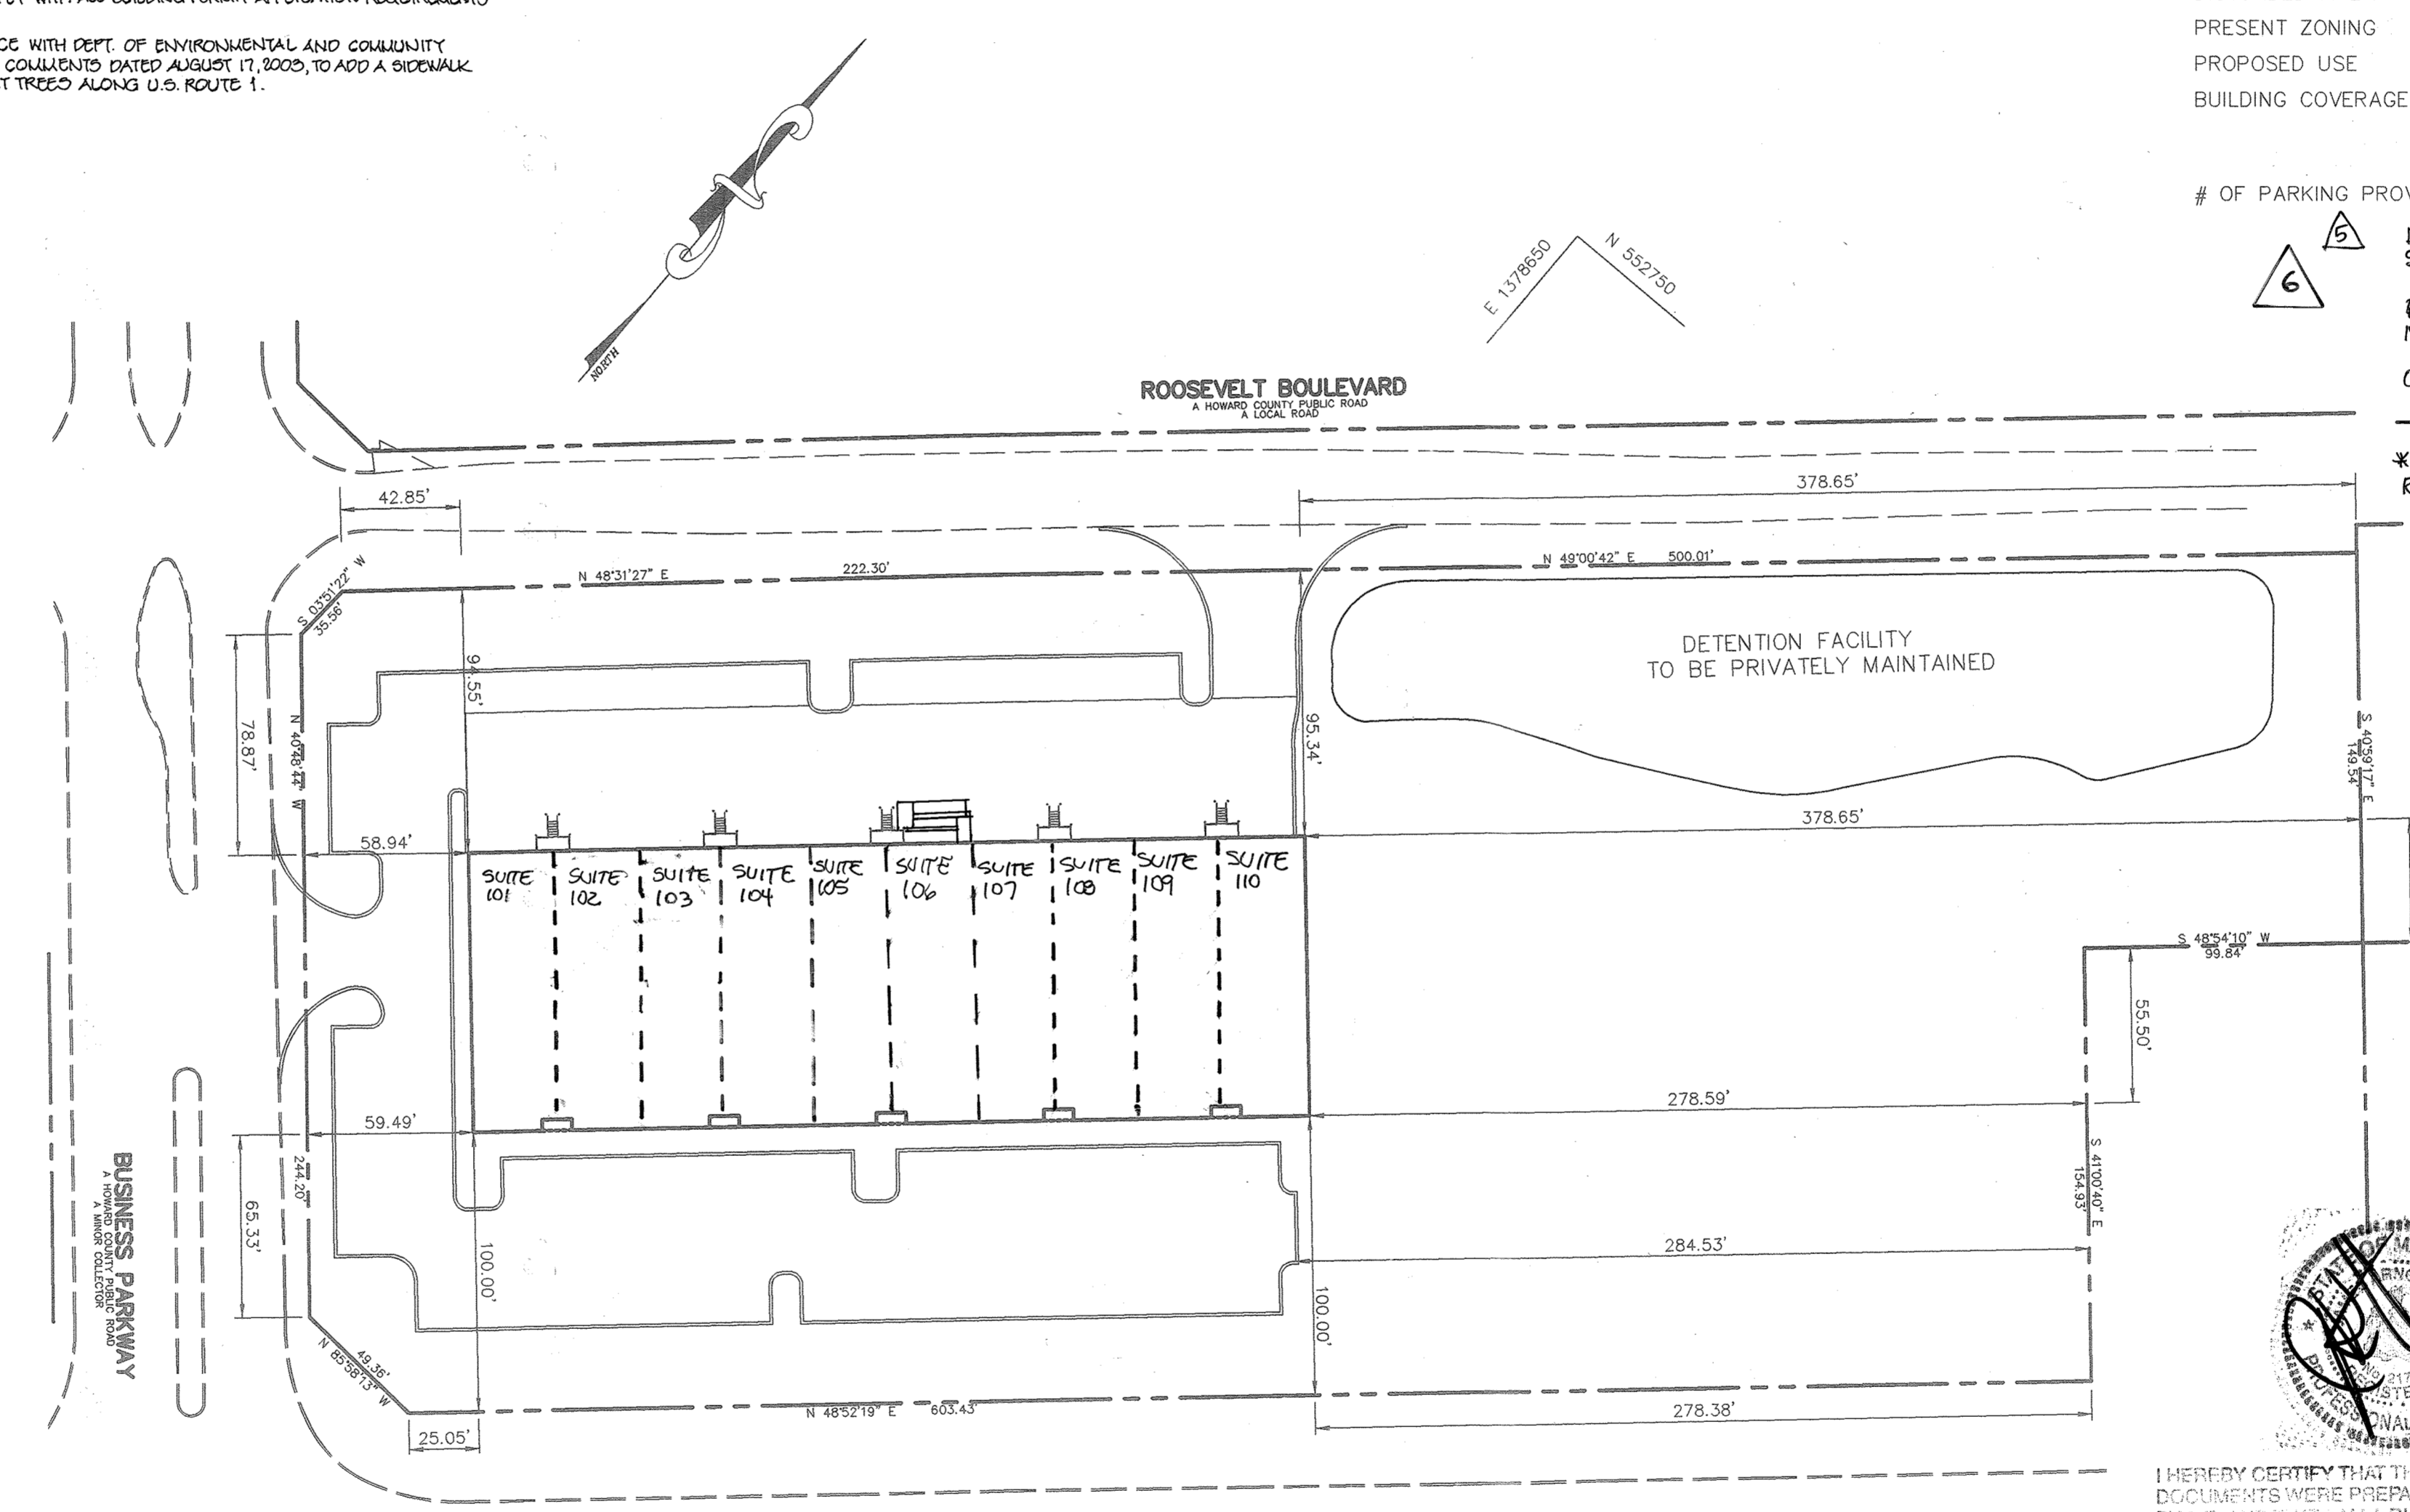 CE WITH DEPT. OF ENVIRONMENTAL AND COMMUNITY
COMMENTS DATED AUGUST 17, 2003, TO ADD A SIDEWALK
T TREES ALONG U.S. ROUTE 1.
PRESENT ZONING
PROPOSED USE
BUILDING COVERAGE
# OF PARKING PROV
5
6
NORTH
E 1378650
N 552750
ROOSEVELT BOULEVARD
A HOWARD COUNTY PUBLIC ROAD
A LOCAL ROAD
42.85'
378.65'
S 03°51'22" W
35.56'
N 48°31'27" E 222.30'
N 49°00'42" E 500.01'
DETENTION FACILITY
TO BE PRIVATELY MAINTAINED
94.55'
95.34'
78.87'
N 40°48'44" W
S 40°59'17" E
149.54'
58.94'
378.65'
SUITE
101
SUITE
102
SUITE
103
SUITE
104
SUITE
105
SUITE
106
SUITE
107
SUITE
108
SUITE
109
SUITE
110
S 48°54'10" W
99.84'
55.50'
278.59'
59.49'
244.20'
65.33'
S 41°00'40" E
154.93'
284.53'
100.00'
100.00'
BUSINESS PARKWAY
A HOWARD COUNTY PUBLIC ROAD
A MINOR COLLECTOR
49.36'
N 85°58'13" W
N 48°52'19" E 603.43'
278.38'
25.05'
STATE OF M
PROFESSIONAL
I HEREBY CERTIFY THAT TH
DOCUMENTS WERE PREPA